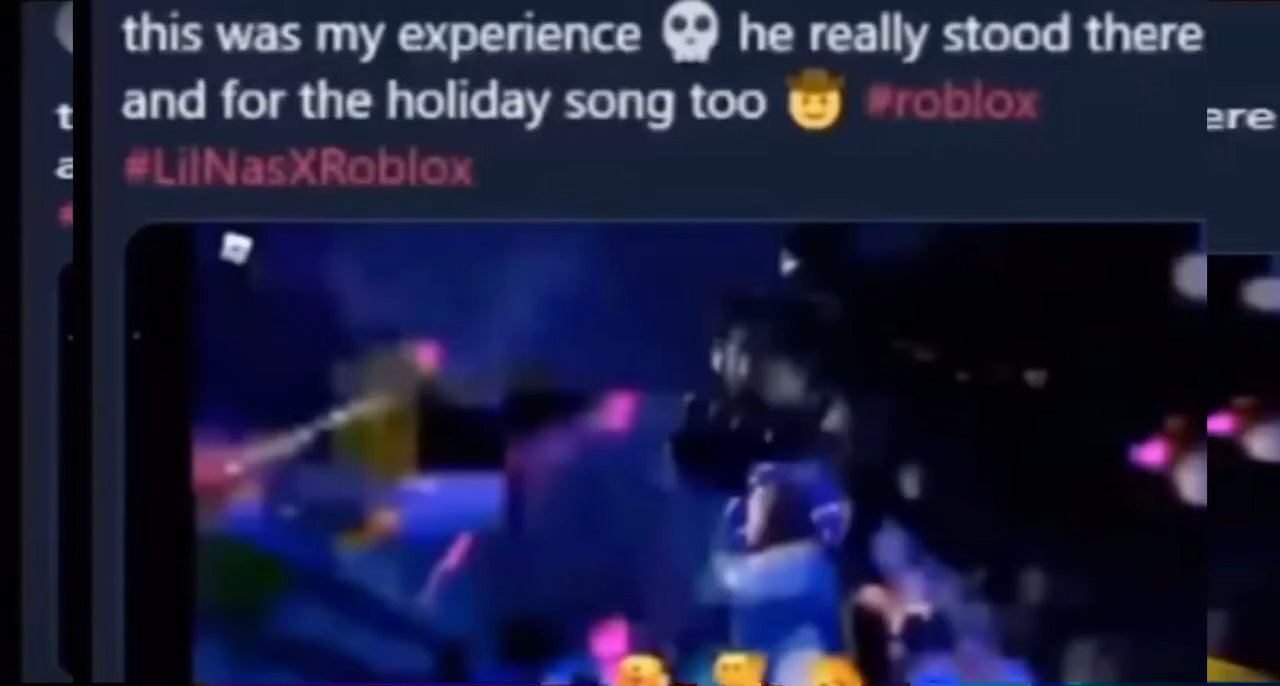 this was my experience 💀 he really stood there
and for the holiday song too 🤠 #roblox
#LilNasXRoblox